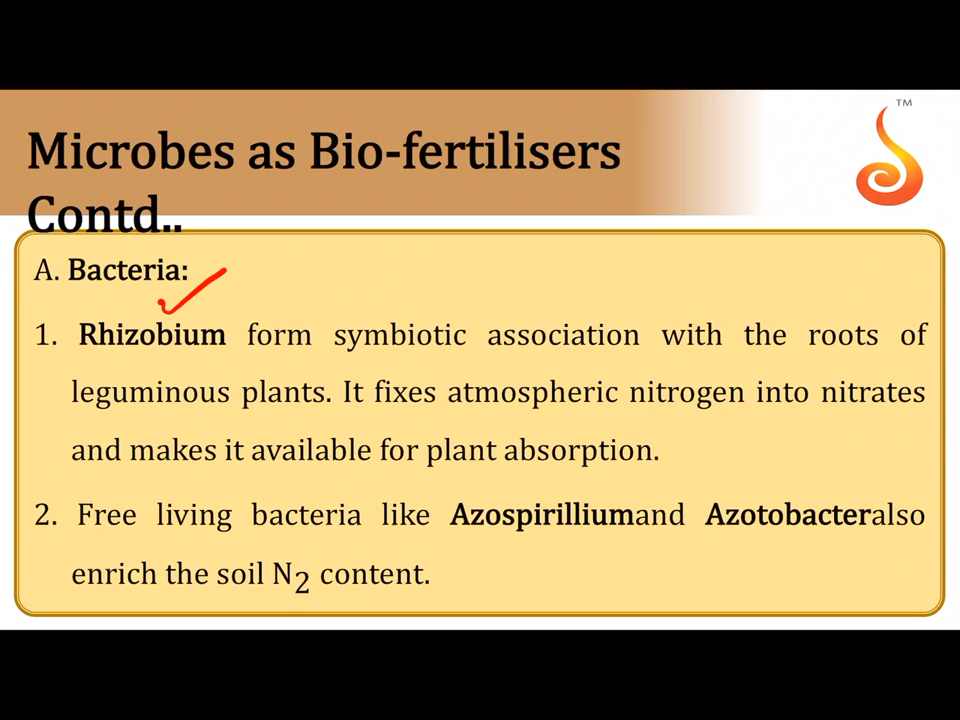 TM
Microbes as Bio-fertilisers
Contd..
A. Bacteria:
1. Rhizobium form symbiotic association with the roots of
leguminous plants. It fixes atmospheric nitrogen into nitrates
and makes it available for plant absorption.
2. Free living bacteria like Azospirilliumand Azotobacteralso
enrich the soil N2 content.